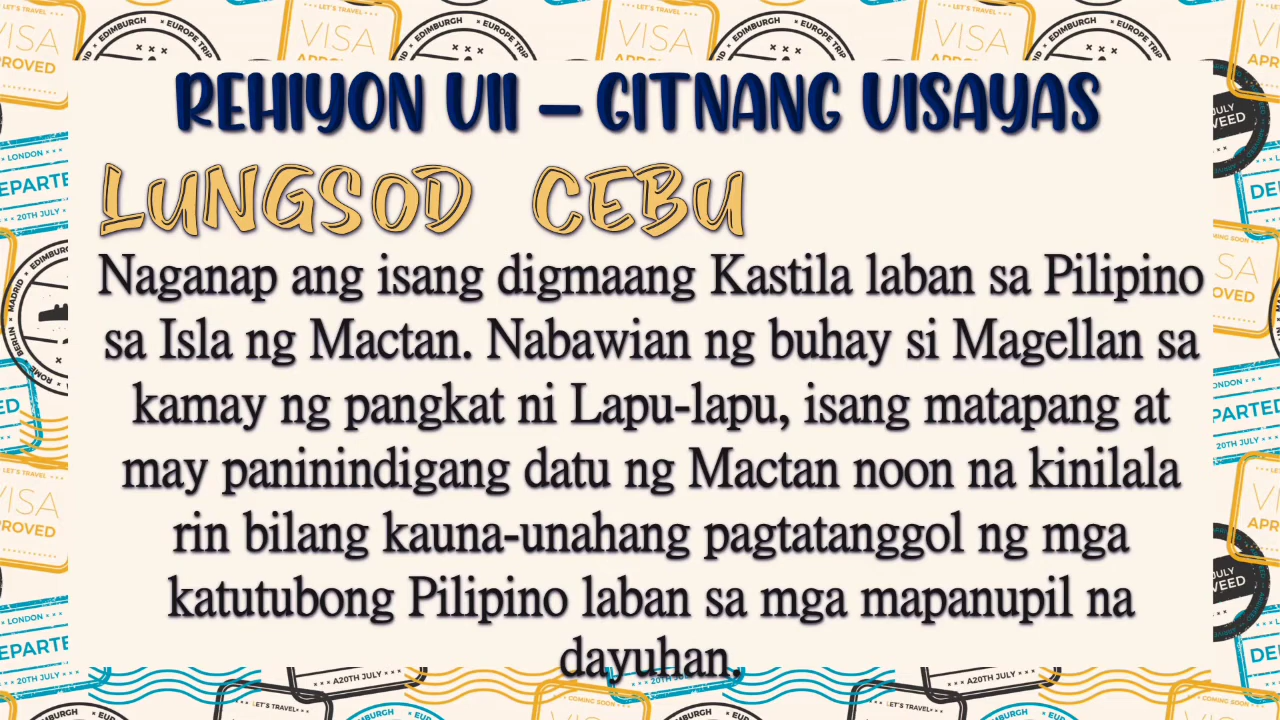 REHIYON VII – GITNANG VISAYAS
LUNGSOD CEBU
Naganap ang isang digmaang Kastila laban sa Pilipino
sa Isla ng Mactan. Nabawian ng buhay si Magellan sa
kamay ng pangkat ni Lapu-lapu, isang matapang at
may paninindigang datu ng Mactan noon na kinilala
rin bilang kauna-unahang pagtatanggol ng mga
katutubong Pilipino laban sa mga mapanupil na
dayuhan.